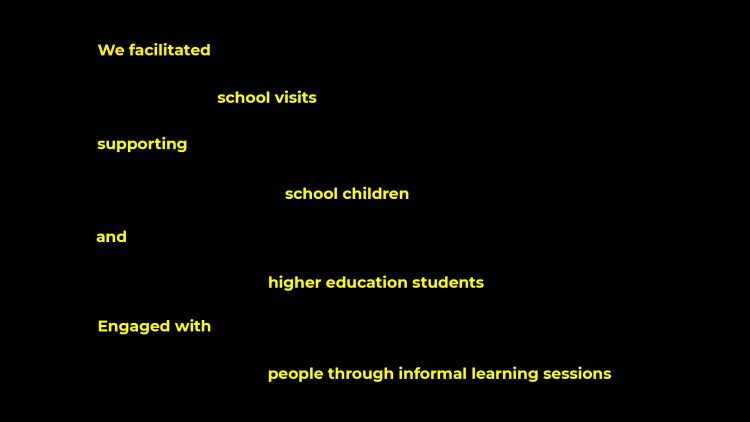 We facilitated
school visits
supporting
school children
and
higher education students
Engaged with
people through informal learning sessions